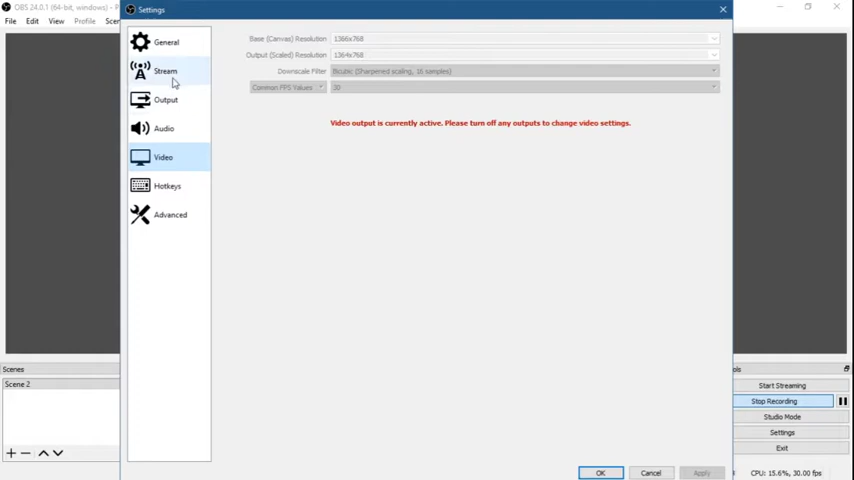 OBS 24.0.1 (64-bit, windows) - P
File Edit View Profile Scen
Settings
General
Stream
Output
Audio
Video
Hotkeys
Advanced
Base (Canvas) Resolution 1366x768
Output (Scaled) Resolution 1364x768
Downscale Filter Bicubic (Sharpened scaling, 16 samples)
Common FPS Values 30
Video output is currently active. Please turn off any outputs to change video settings.
Scenes
Scene 2
ols
Start Streaming
Stop Recording
Studio Mode
Settings
Exit
OK Cancel Apply
CPU: 15.6%, 30.00 fps